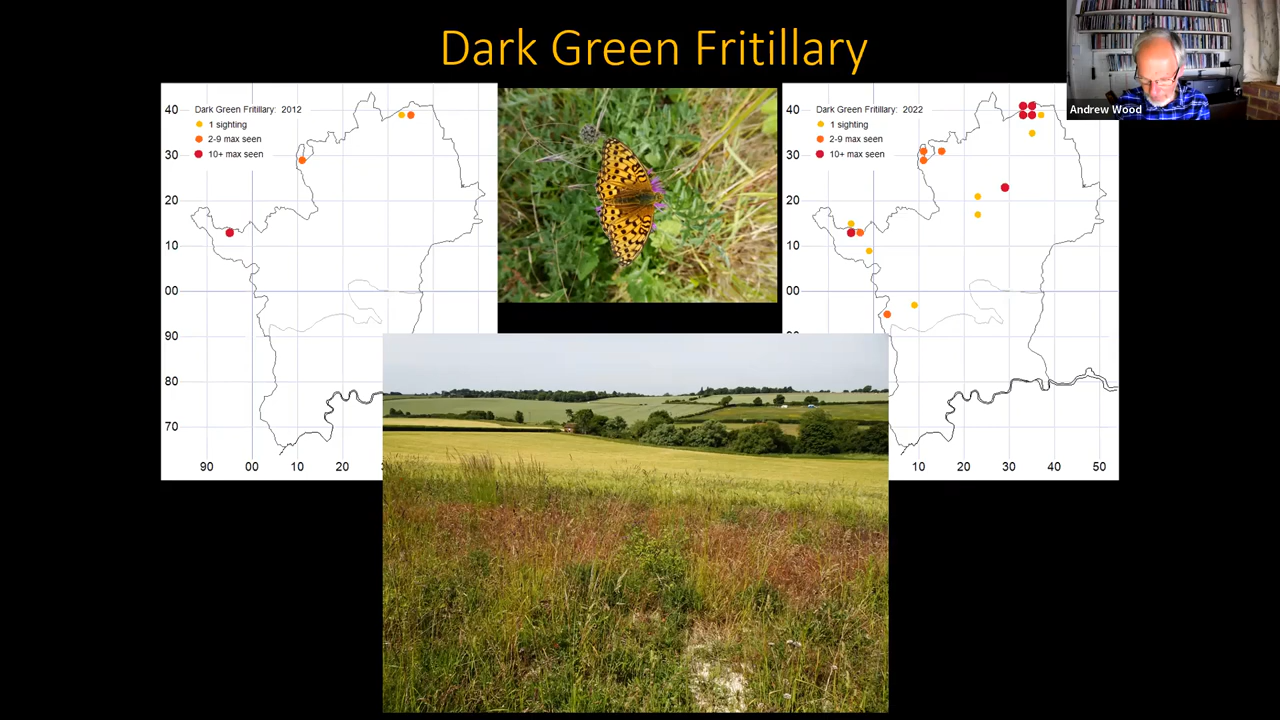 Dark Green Fritillary
Dark Green Fritillary: 2012
1 sighting
2-9 max seen
10+ max seen
40
30
20
10
00
90
80
70
90 00 10 20
Dark Green Fritillary: 2022
1 sighting
2-9 max seen
10+ max seen
40
30
20
10
00
10 20 30 40 50
Andrew Wood